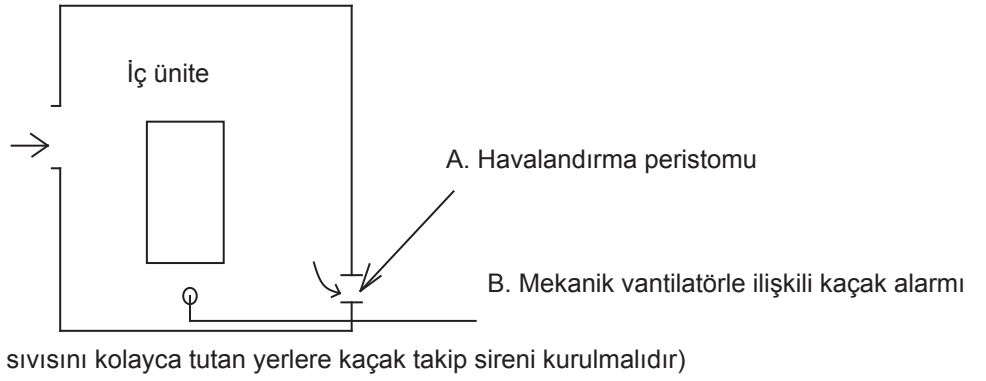 İç ünite
A. Havalandırma peristomu
B. Mekanik vantilatörle ilişkili kaçak alarmı
sıvısını kolayca tutan yerlere kaçak takip sireni kurulmalıdır)